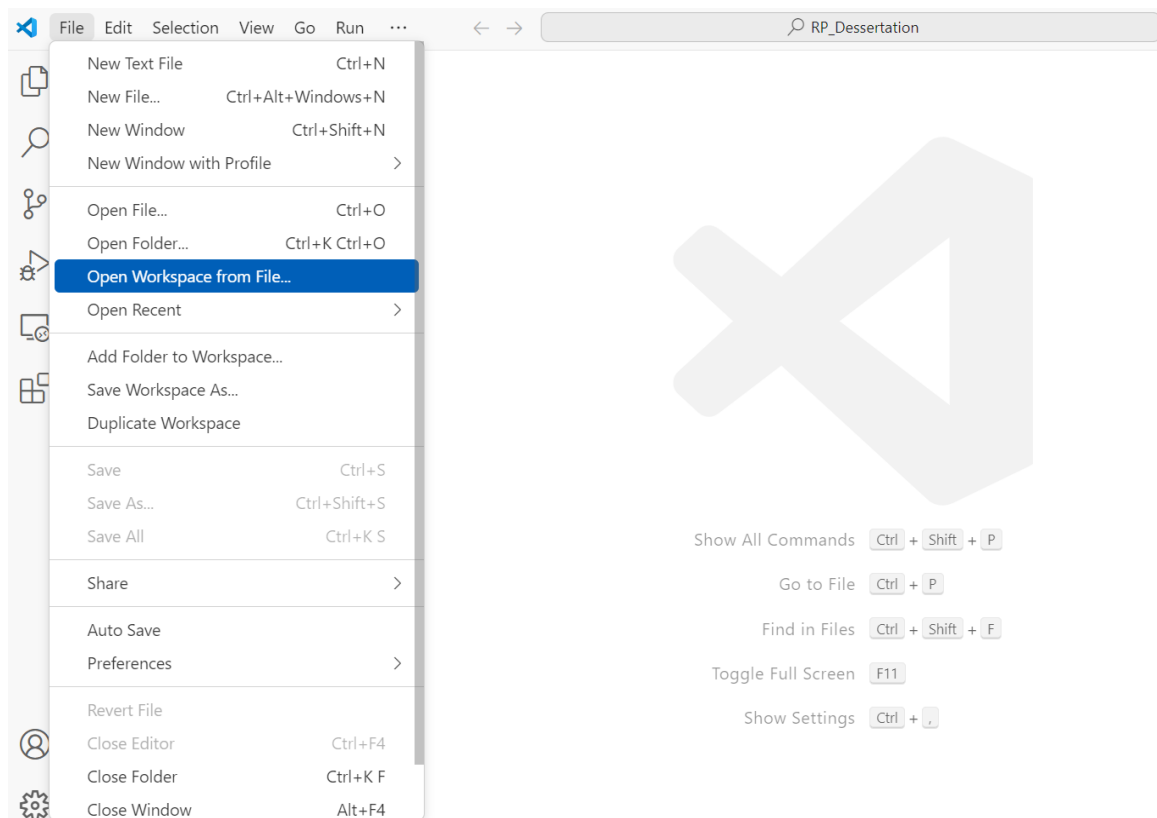 File Edit Selection View Go Run ···
RP_Dessertation
New Text File Ctrl+N
New File... Ctrl+Alt+Windows+N
New Window Ctrl+Shift+N
New Window with Profile
Open File... Ctrl+O
Open Folder... Ctrl+K Ctrl+O
Open Workspace from File...
Open Recent
Add Folder to Workspace...
Save Workspace As...
Duplicate Workspace
Save Ctrl+S
Save As... Ctrl+Shift+S
Save All Ctrl+K S
Share
Auto Save
Preferences
Revert File
Close Editor Ctrl+F4
Close Folder Ctrl+K F
Close Window Alt+F4
Show All Commands Ctrl + Shift + P
Go to File Ctrl + P
Find in Files Ctrl + Shift + F
Toggle Full Screen F11
Show Settings Ctrl + ,